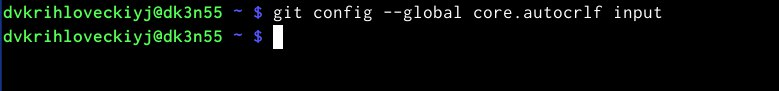 dvkrihloveckiyj@dk3n55 ~ $ git config --global core.autocrlf input
dvkrihloveckiyj@dk3n55 ~ $